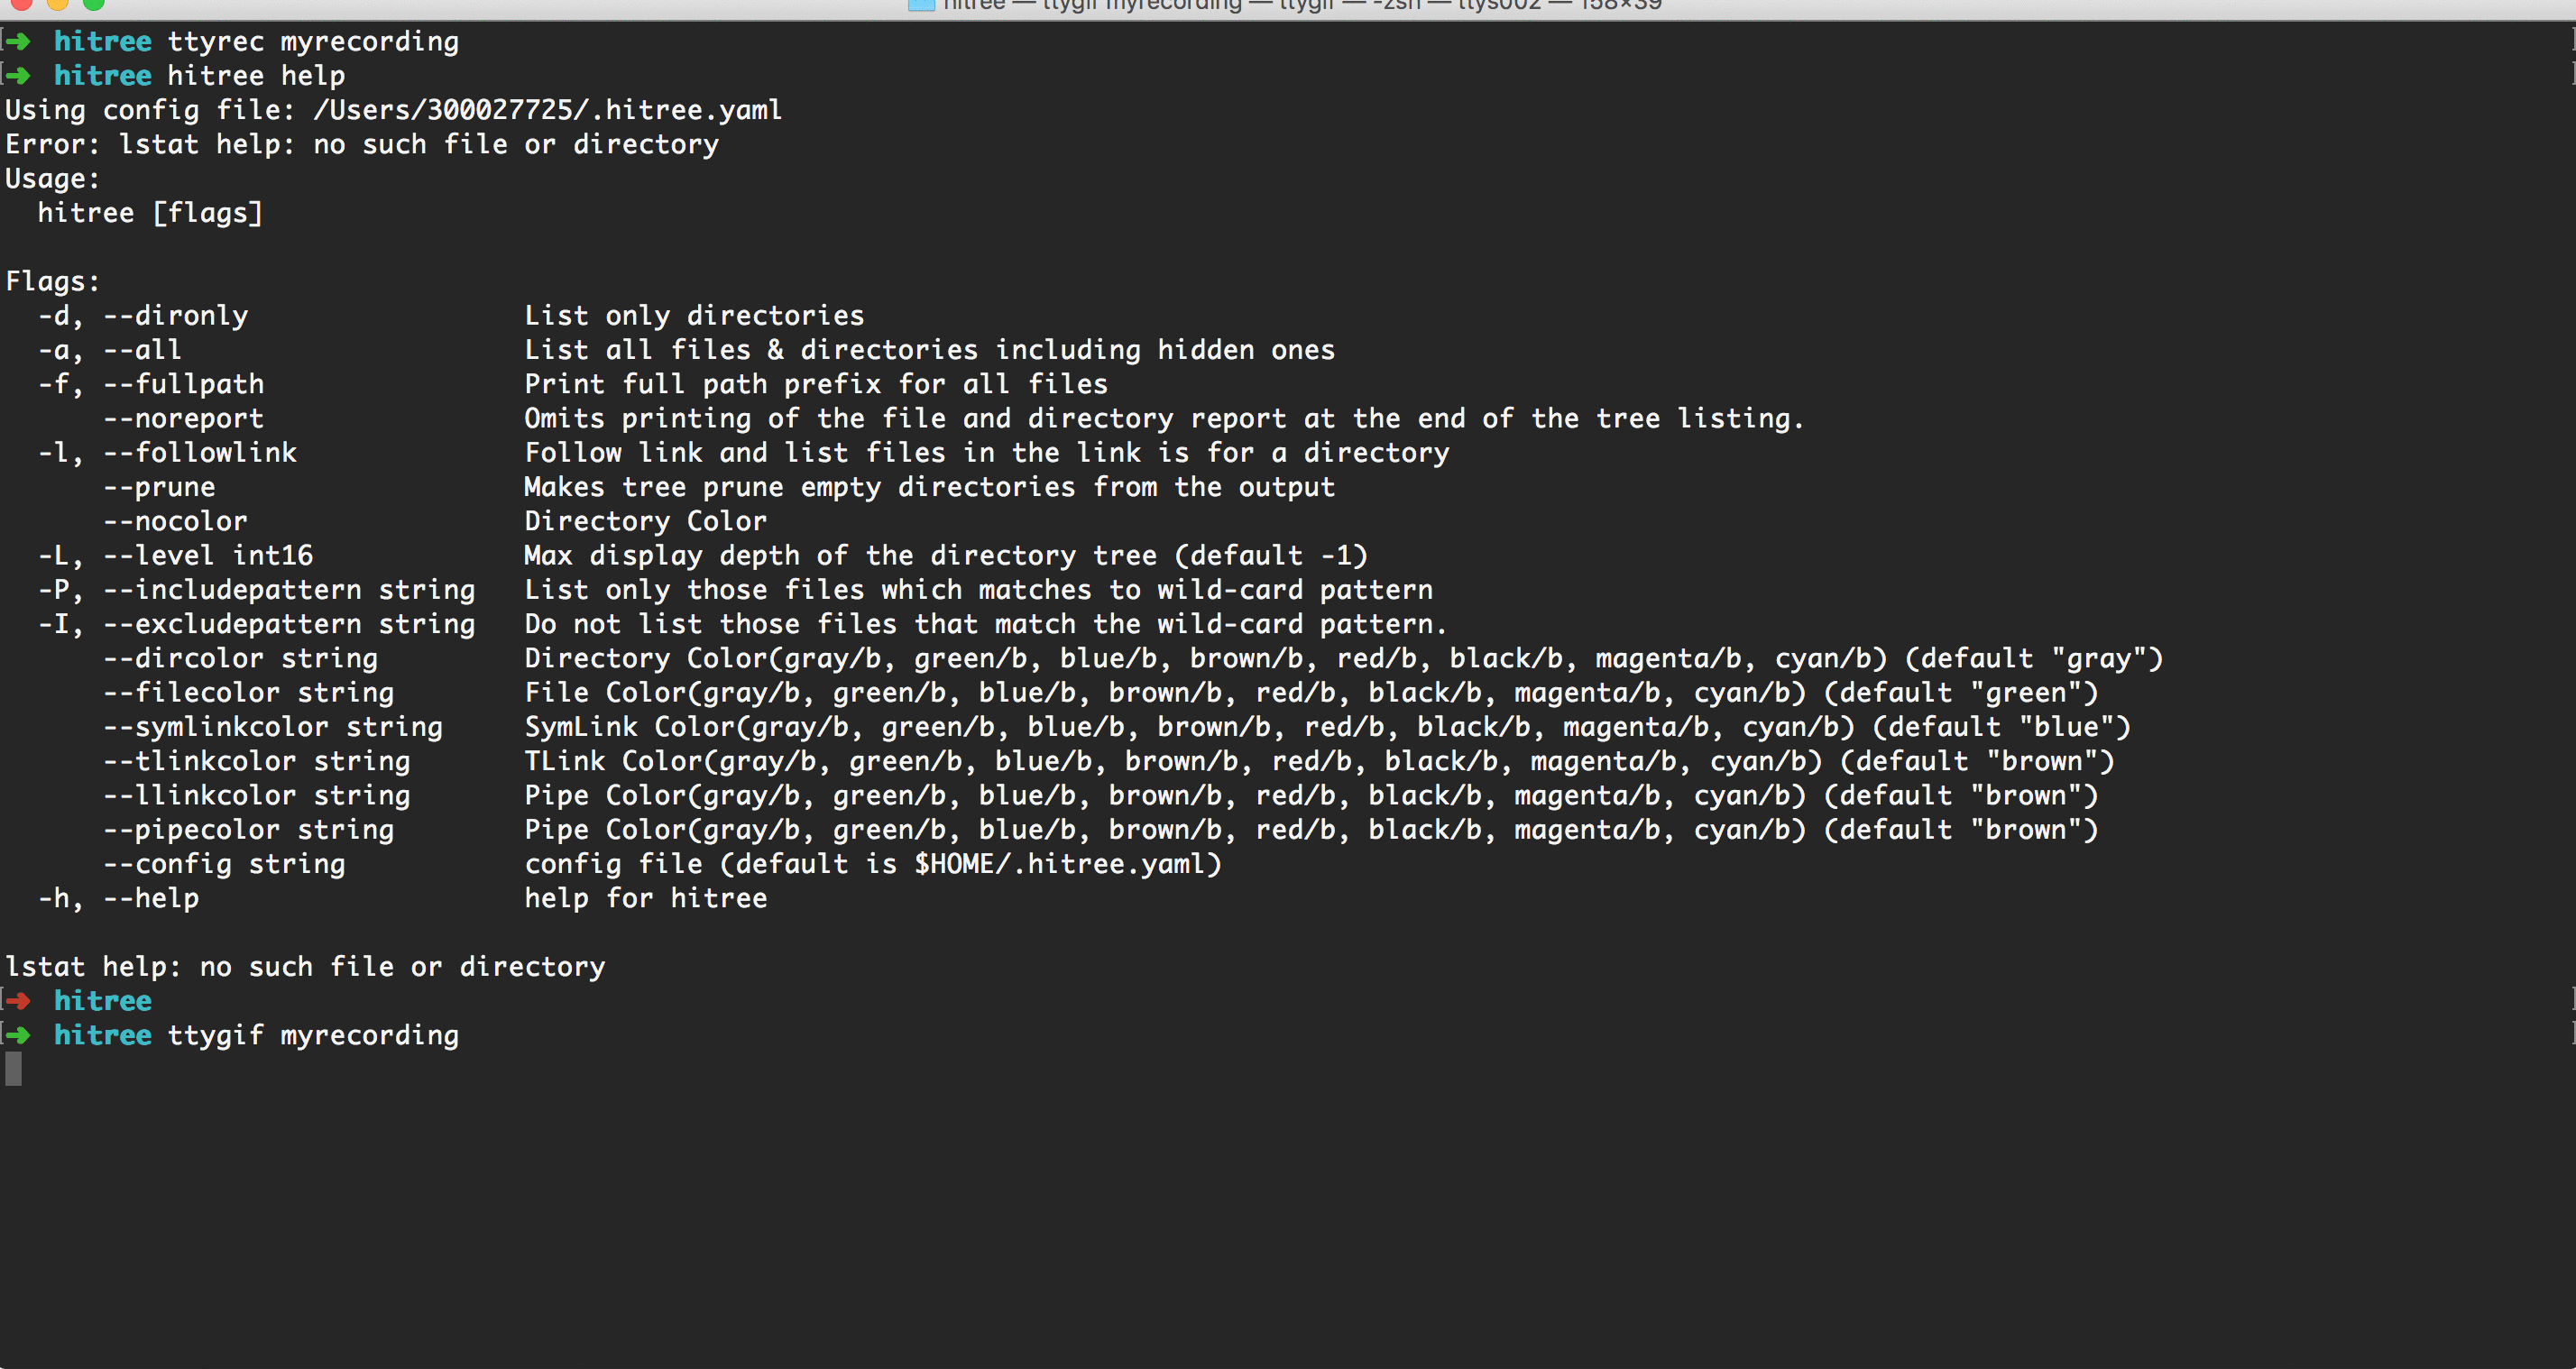 hitree — ttygif myrecording — ttygif — -zsh — ttys002 — 158×39
[➜  hitree ttyrec myrecording ]
[➜  hitree hitree help ]
Using config file: /Users/300027725/.hitree.yaml
Error: lstat help: no such file or directory
Usage:
  hitree [flags]

Flags:
  -d, --dironly                 List only directories
  -a, --all                     List all files & directories including hidden ones
  -f, --fullpath                Print full path prefix for all files
      --noreport                Omits printing of the file and directory report at the end of the tree listing.
  -l, --followlink              Follow link and list files in the link is for a directory
      --prune                   Makes tree prune empty directories from the output
      --nocolor                 Directory Color
  -L, --level int16             Max display depth of the directory tree (default -1)
  -P, --includepattern string   List only those files which matches to wild-card pattern
  -I, --excludepattern string   Do not list those files that match the wild-card pattern.
      --dircolor string         Directory Color(gray/b, green/b, blue/b, brown/b, red/b, black/b, magenta/b, cyan/b) (default "gray")
      --filecolor string        File Color(gray/b, green/b, blue/b, brown/b, red/b, black/b, magenta/b, cyan/b) (default "green")
      --symlinkcolor string     SymLink Color(gray/b, green/b, blue/b, brown/b, red/b, black/b, magenta/b, cyan/b) (default "blue")
      --tlinkcolor string       TLink Color(gray/b, green/b, blue/b, brown/b, red/b, black/b, magenta/b, cyan/b) (default "brown")
      --llinkcolor string       Pipe Color(gray/b, green/b, blue/b, brown/b, red/b, black/b, magenta/b, cyan/b) (default "brown")
      --pipecolor string        Pipe Color(gray/b, green/b, blue/b, brown/b, red/b, black/b, magenta/b, cyan/b) (default "brown")
      --config string           config file (default is $HOME/.hitree.yaml)
  -h, --help                    help for hitree

lstat help: no such file or directory
[➜  hitree ]
[➜  hitree ttygif myrecording ]